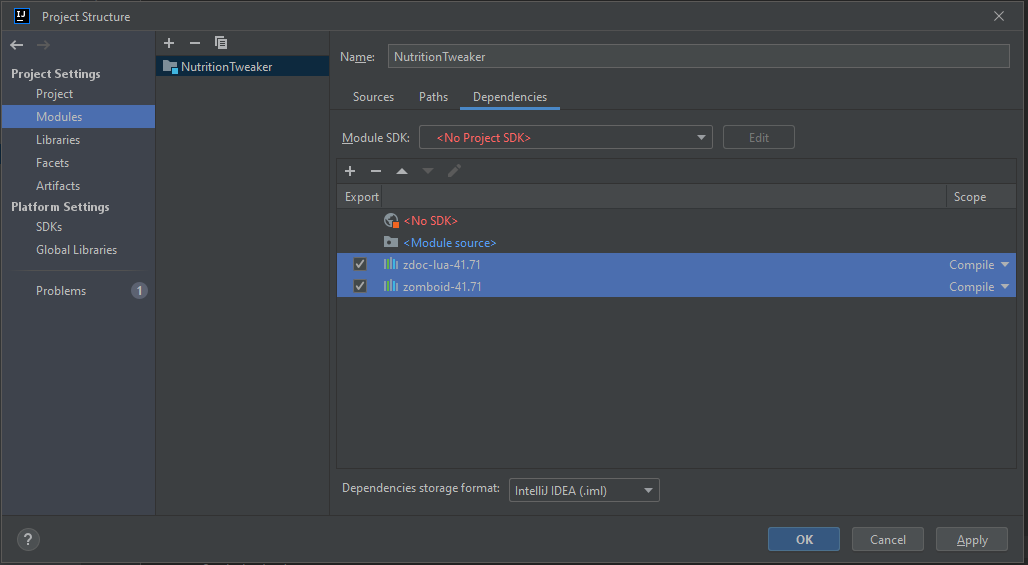 IJ Project Structure
Project Settings
Project
Modules
Libraries
Facets
Artifacts
Platform Settings
SDKs
Global Libraries
Problems 1
NutritionTweaker
Name: NutritionTweaker
Sources Paths Dependencies
Module SDK: <No Project SDK> Edit
Export Scope
<No SDK>
<Module source>
zdoc-lua-41.71 Compile
zomboid-41.71 Compile
Dependencies storage format: IntelliJ IDEA (.iml)
? OK Cancel Apply